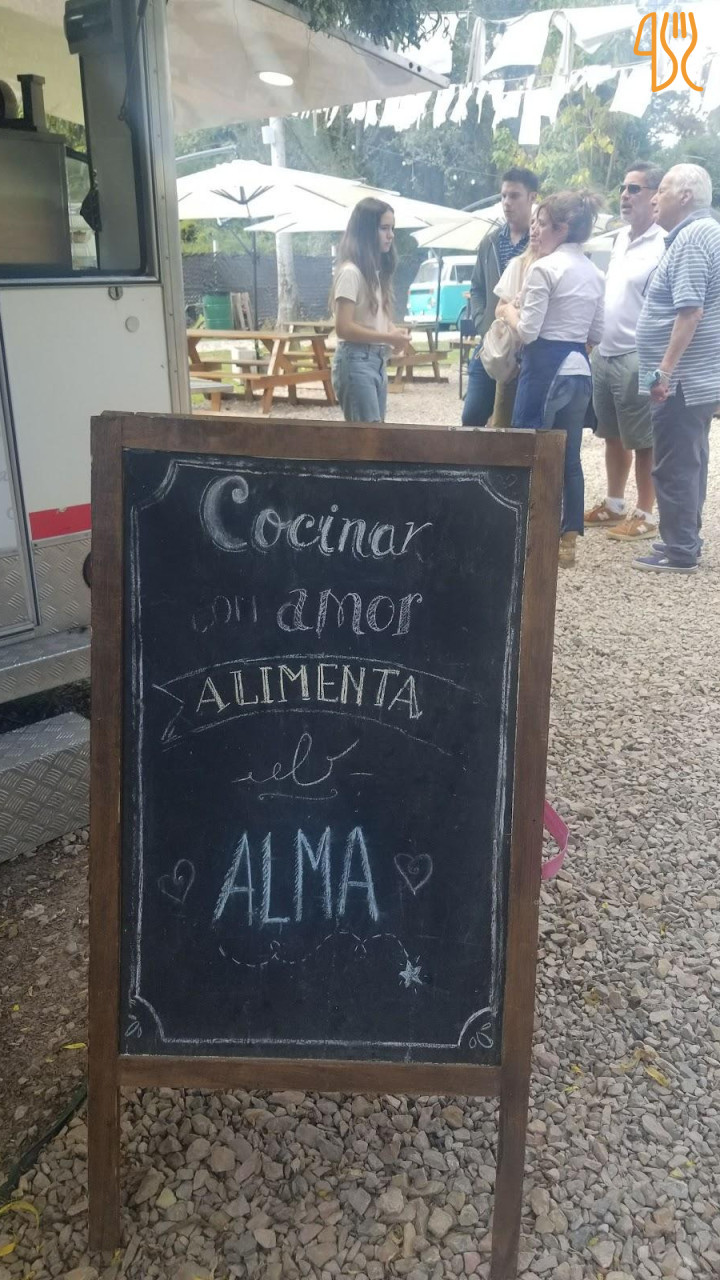 Cocinar
con amor
ALIMENTA
el
ALMA